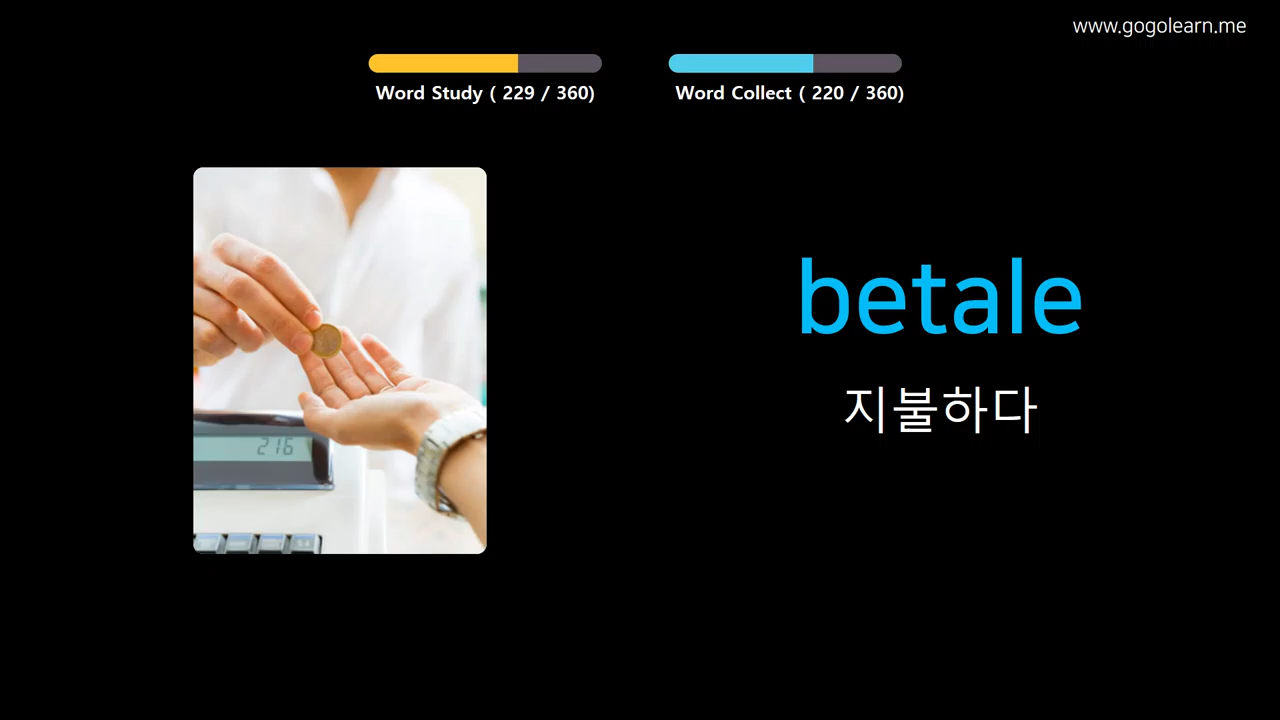 www.gogolearn.me
Word Study ( 229 / 360)
Word Collect ( 220 / 360)
betale
지불하다
216